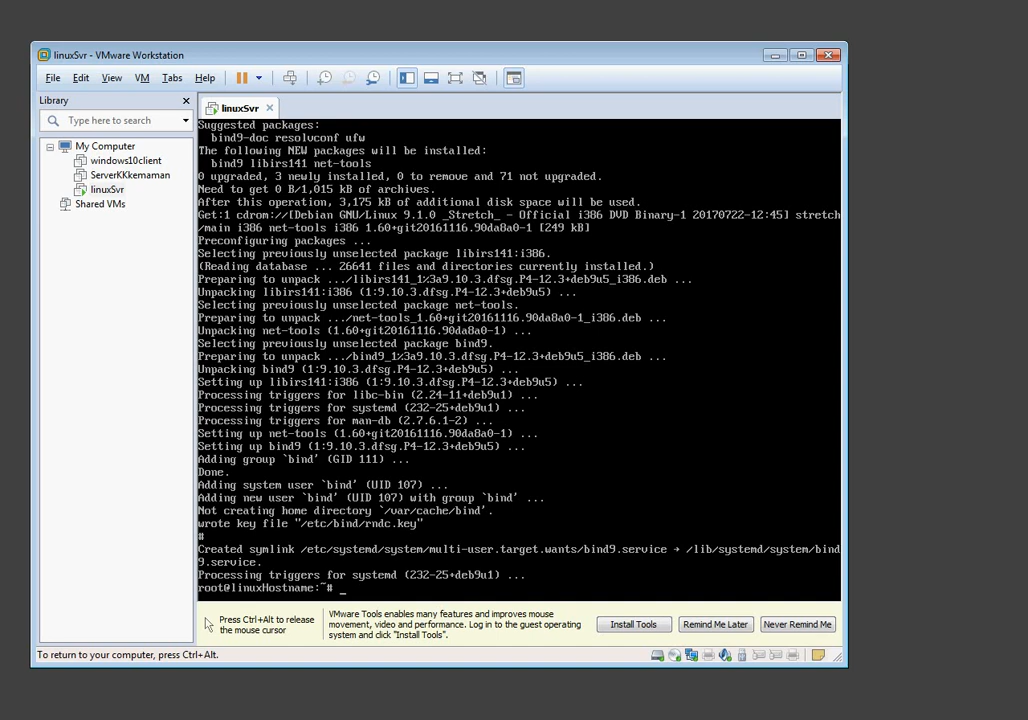 linuxSvr - VMware Workstation
File Edit View VM Tabs Help
Library
Type here to search
My Computer
windows10client
ServerKKkemaman
linuxSvr
Shared VMs
linuxSvr
Suggested packages:
  bind9-doc resolvconf ufw
The following NEW packages will be installed:
  bind9 libirs141 net-tools
0 upgraded, 3 newly installed, 0 to remove and 71 not upgraded.
Need to get 0 B/1,015 kB of archives.
After this operation, 3,175 kB of additional disk space will be used.
Get:1 cdrom://[Debian GNU/Linux 9.1.0 _Stretch_ - Official i386 DVD Binary-1 20170722-12:45] stretch
/main i386 net-tools i386 1.60+git20161116.90da8a0-1 [249 kB]
Preconfiguring packages ...
Selecting previously unselected package libirs141:i386.
(Reading database ... 26641 files and directories currently installed.)
Preparing to unpack .../libirs141_1%3a9.10.3.dfsg.P4-12.3+deb9u5_i386.deb ...
Unpacking libirs141:i386 (1:9.10.3.dfsg.P4-12.3+deb9u5) ...
Selecting previously unselected package net-tools.
Preparing to unpack .../net-tools_1.60+git20161116.90da8a0-1_i386.deb ...
Unpacking net-tools (1.60+git20161116.90da8a0-1) ...
Selecting previously unselected package bind9.
Preparing to unpack .../bind9_1%3a9.10.3.dfsg.P4-12.3+deb9u5_i386.deb ...
Unpacking bind9 (1:9.10.3.dfsg.P4-12.3+deb9u5) ...
Setting up libirs141:i386 (1:9.10.3.dfsg.P4-12.3+deb9u5) ...
Processing triggers for libc-bin (2.24-11+deb9u1) ...
Processing triggers for systemd (232-25+deb9u1) ...
Processing triggers for man-db (2.7.6.1-2) ...
Setting up net-tools (1.60+git20161116.90da8a0-1) ...
Setting up bind9 (1:9.10.3.dfsg.P4-12.3+deb9u5) ...
Adding group `bind' (GID 111) ...
Done.
Adding system user `bind' (UID 107) ...
Adding new user `bind' (UID 107) with group `bind' ...
Not creating home directory `/var/cache/bind'.
wrote key file "/etc/bind/rndc.key"
#
Created symlink /etc/systemd/system/multi-user.target.wants/bind9.service → /lib/systemd/system/bind
9.service.
Processing triggers for systemd (232-25+deb9u1) ...
root@linuxHostname:~# _
Press Ctrl+Alt to release
the mouse cursor
VMware Tools enables many features and improves mouse
movement, video and performance. Log in to the guest operating
system and click "Install Tools".
Install Tools
Remind Me Later
Never Remind Me
To return to your computer, press Ctrl+Alt.